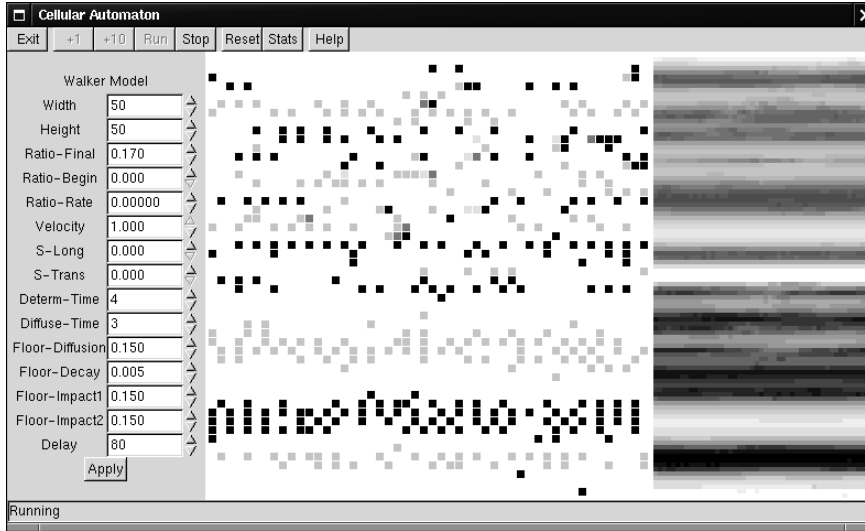 Cellular Automaton
Exit +1 +10 Run Stop Reset Stats Help
Walker Model
Width 50
Height 50
Ratio-Final 0.170
Ratio-Begin 0.000
Ratio-Rate 0.00000
Velocity 1.000
S-Long 0.000
S-Trans 0.000
Determ-Time 4
Diffuse-Time 3
Floor-Diffusion 0.150
Floor-Decay 0.005
Floor-Impact1 0.150
Floor-Impact2 0.150
Delay 80
Apply
Running